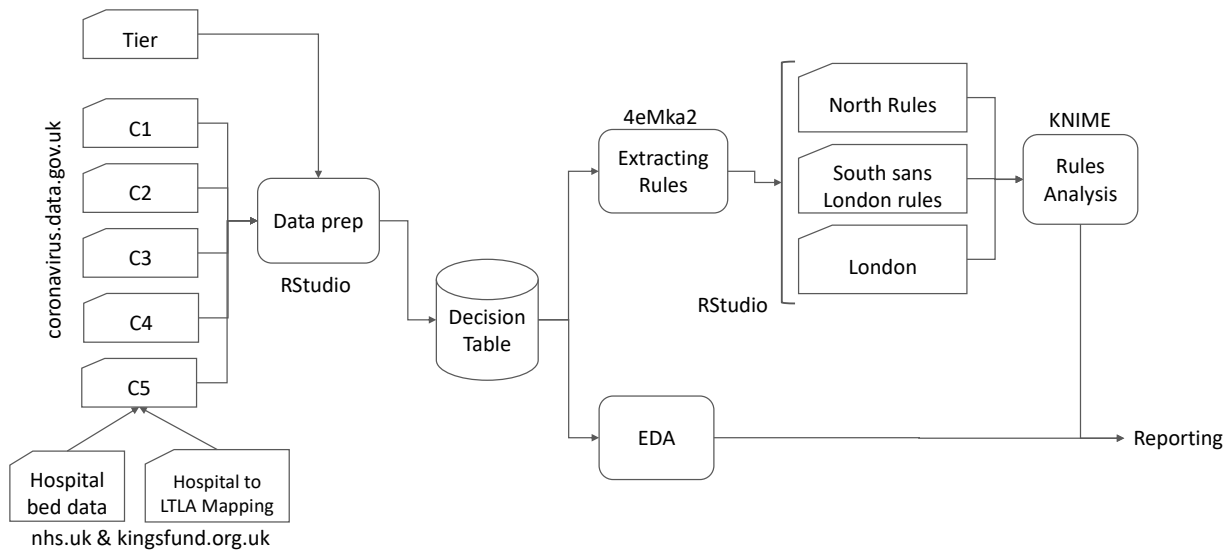 Tier
coronavirus.data.gov.uk
C1
C2
C3
C4
C5
Hospital
bed data
Hospital to
LTLA Mapping
nhs.uk & kingsfund.org.uk
Data prep
RStudio
Decision
Table
4eMka2
Extracting
Rules
EDA
RStudio
North Rules
South sans
London rules
London
KNIME
Rules
Analysis
Reporting